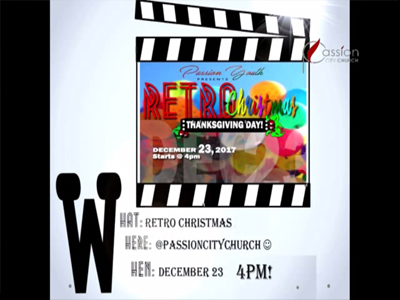 Passion
CITY CHURCH
Passion Youth
PRESENTS
RETRO Christmas
THANKSGIVING DAY!
DECEMBER 23, 2017
Starts @ 4pm
WHAT: RETRO CHRISTMAS
WHERE: @PASSIONCITYCHURCH ☺
WHEN: DECEMBER 23 4PM!